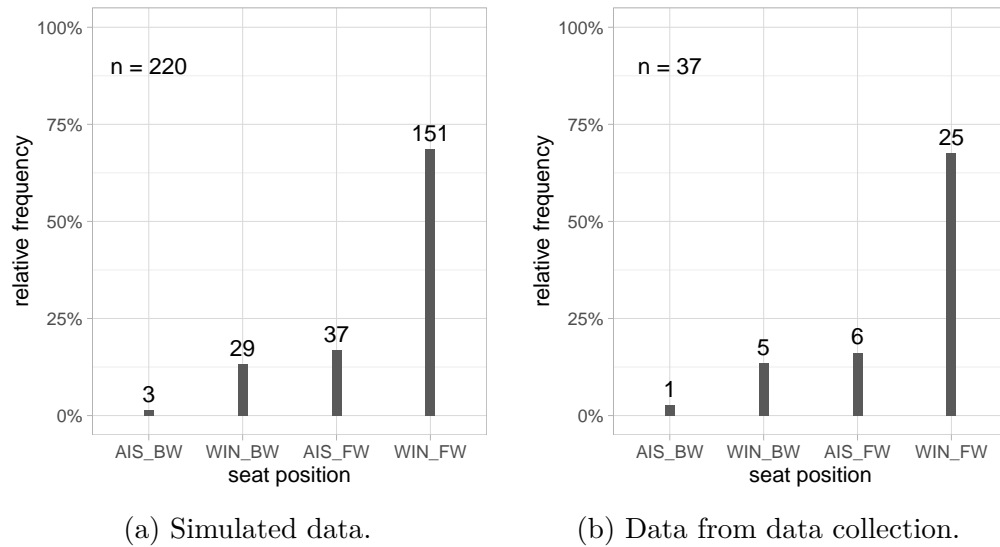 100%
n = 220
75%
151
50%
25%
37
29
3
0%
AIS_BW WIN_BW AIS_FW WIN_FW
seat position
relative frequency
(a) Simulated data.
100%
n = 37
75%
25
50%
25%
6
5
1
0%
AIS_BW WIN_BW AIS_FW WIN_FW
seat position
relative frequency
(b) Data from data collection.